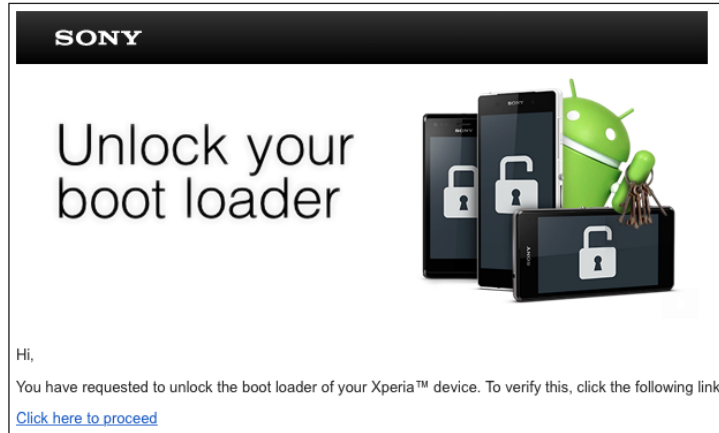 SONY
Unlock your
boot loader
SONY
SONY
SONY
Hi,
You have requested to unlock the boot loader of your Xperia™ device. To verify this, click the following link
Click here to proceed